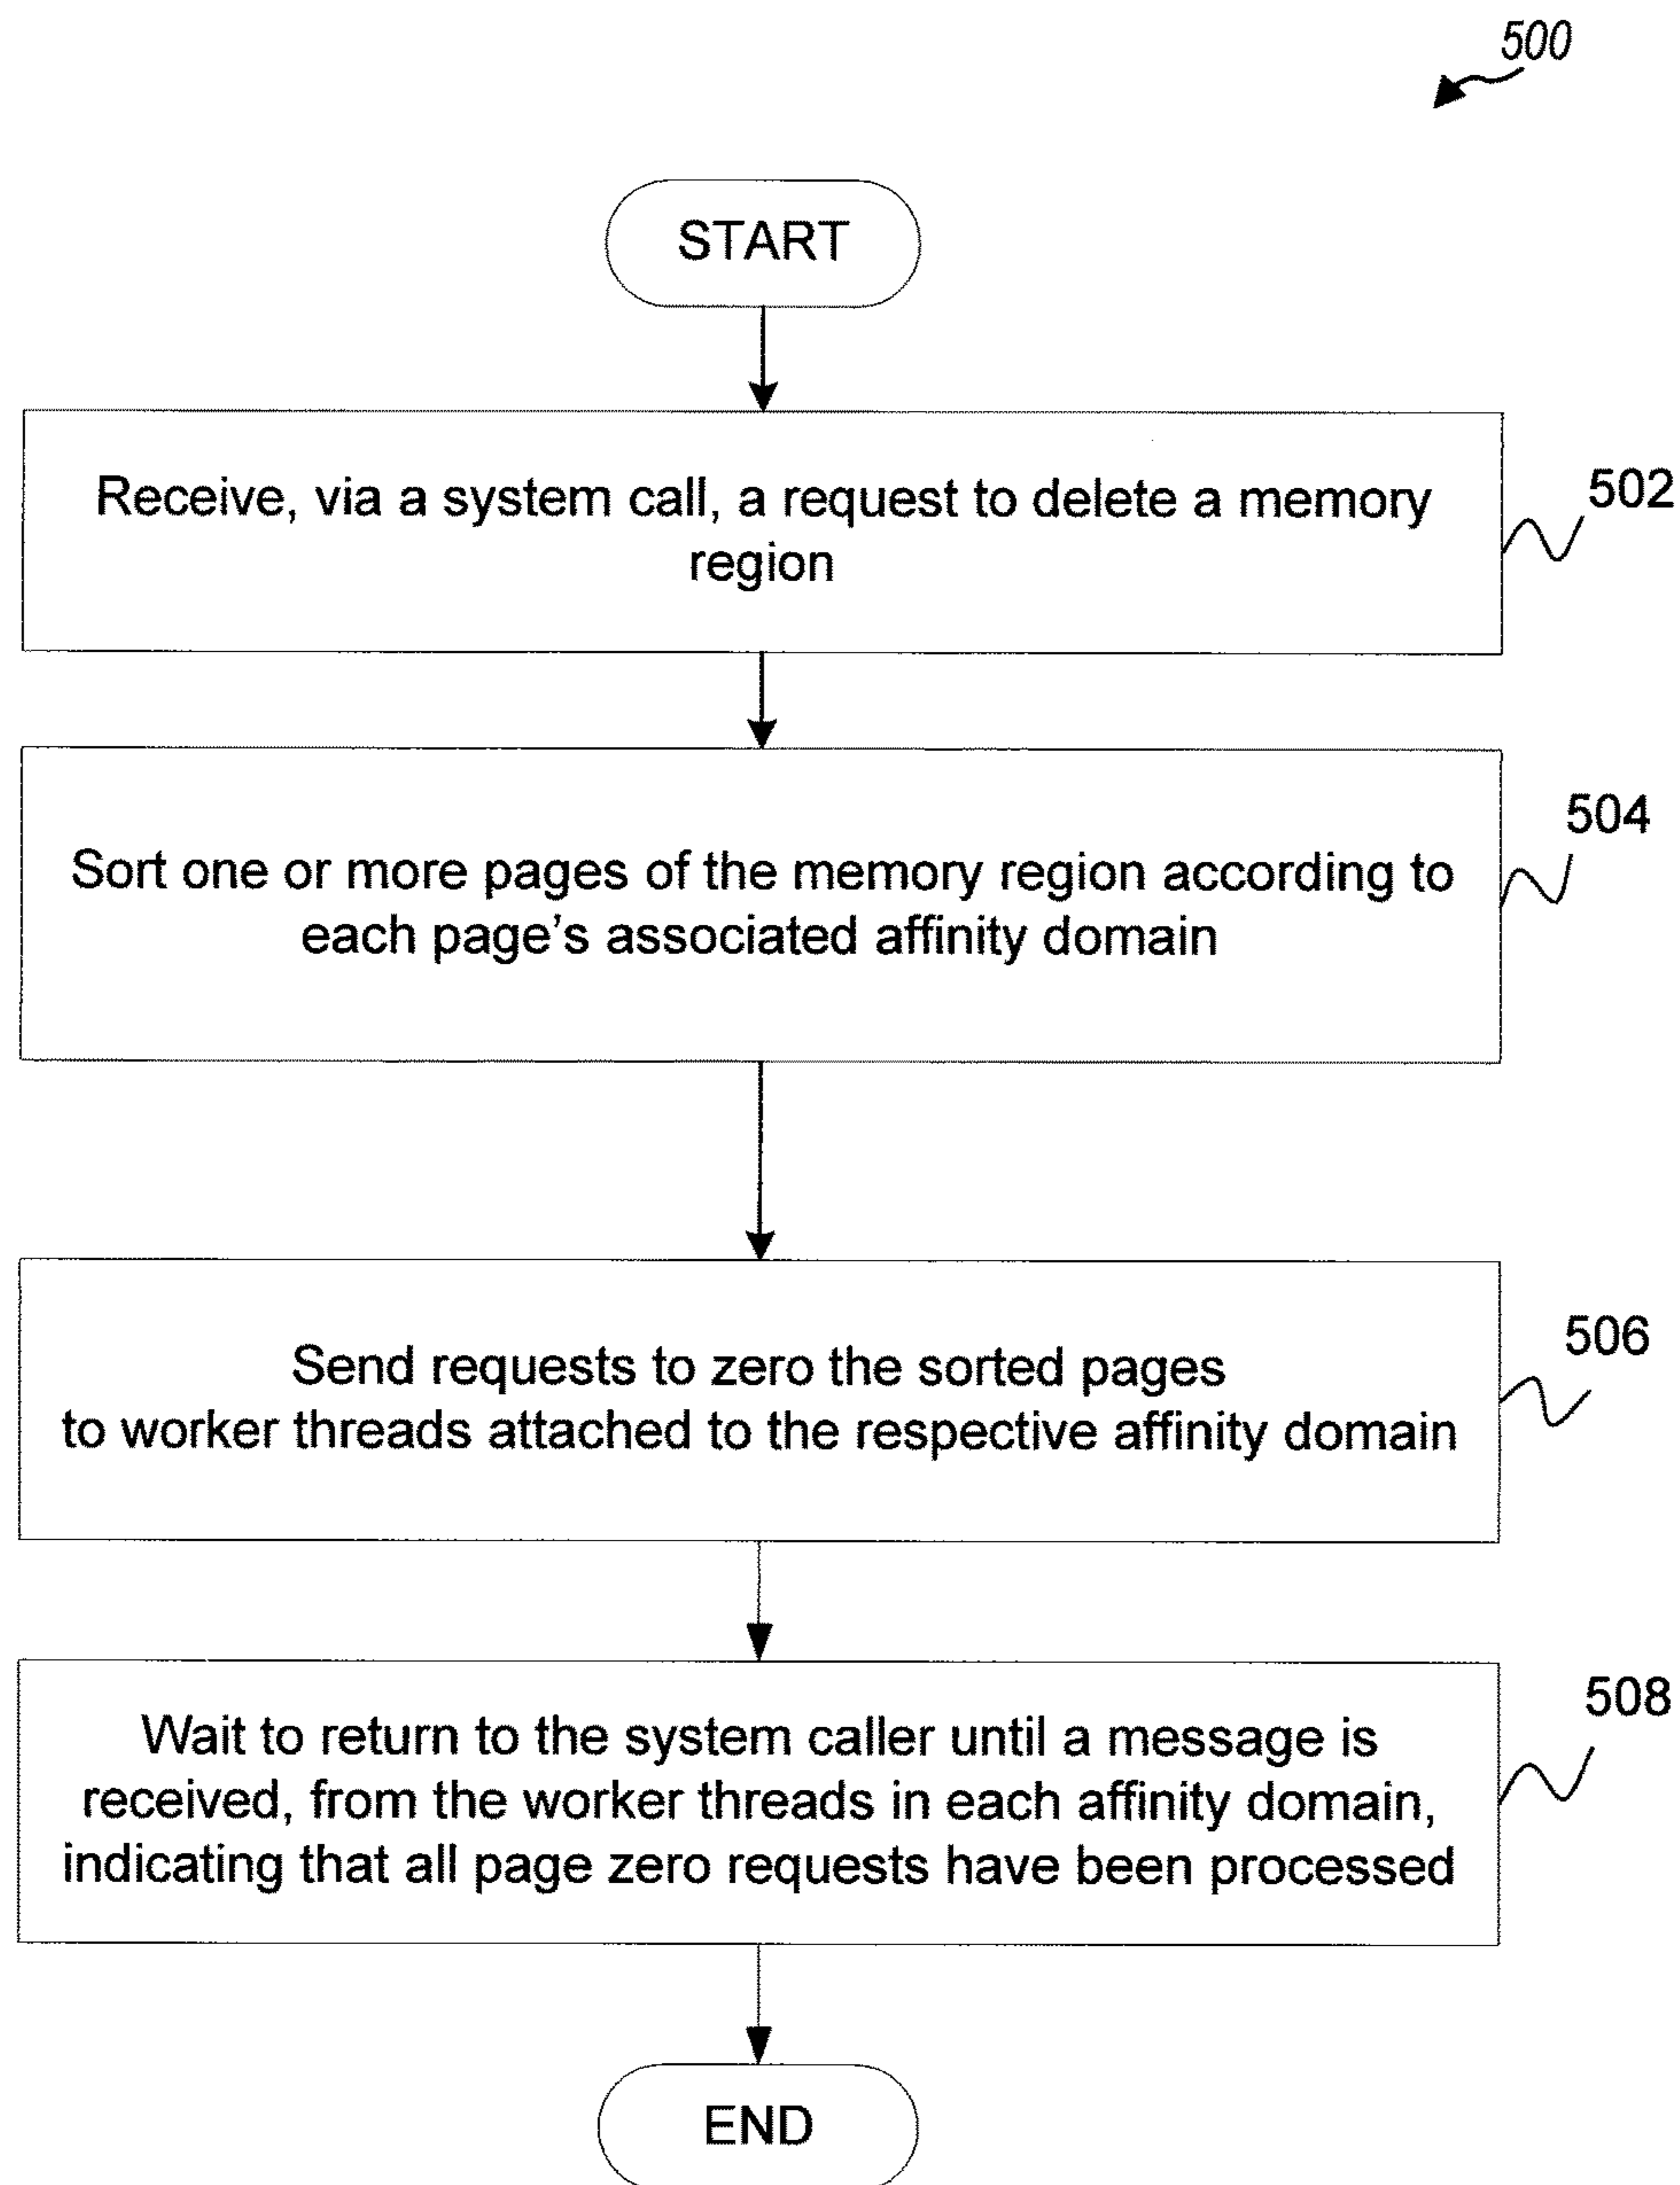 500
START
Receive, via a system call, a request to delete a memory
region
502
Sort one or more pages of the memory region according to
each page's associated affinity domain
504
Send requests to zero the sorted pages
to worker threads attached to the respective affinity domain
506
Wait to return to the system caller until a message is
received, from the worker threads in each affinity domain,
indicating that all page zero requests have been processed
508
END